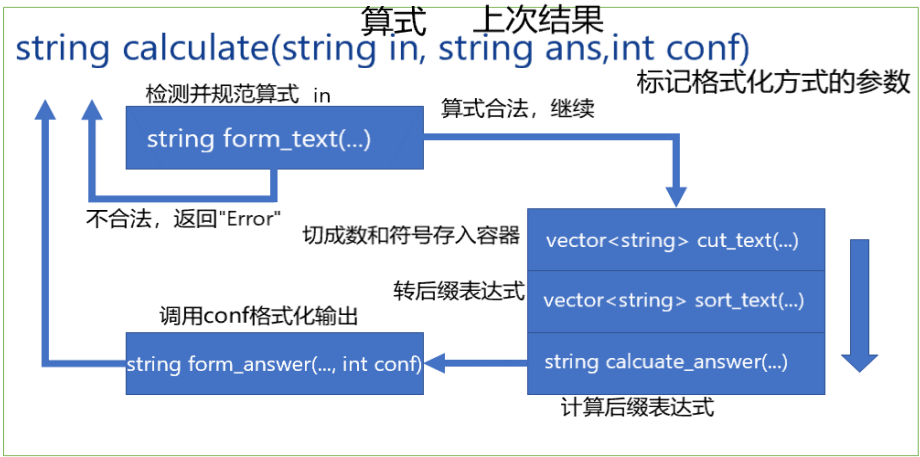 算式 上次结果
string calculate(string in, string ans,int conf)
标记格式化方式的参数
检测并规范算式 in
string form_text(...)
算式合法，继续
不合法，返回"Error"
切成数和符号存入容器
vector<string> cut_text(...)
转后缀表达式
vector<string> sort_text(...)
string calcuate_answer(...)
计算后缀表达式
调用conf格式化输出
string form_answer(..., int conf)